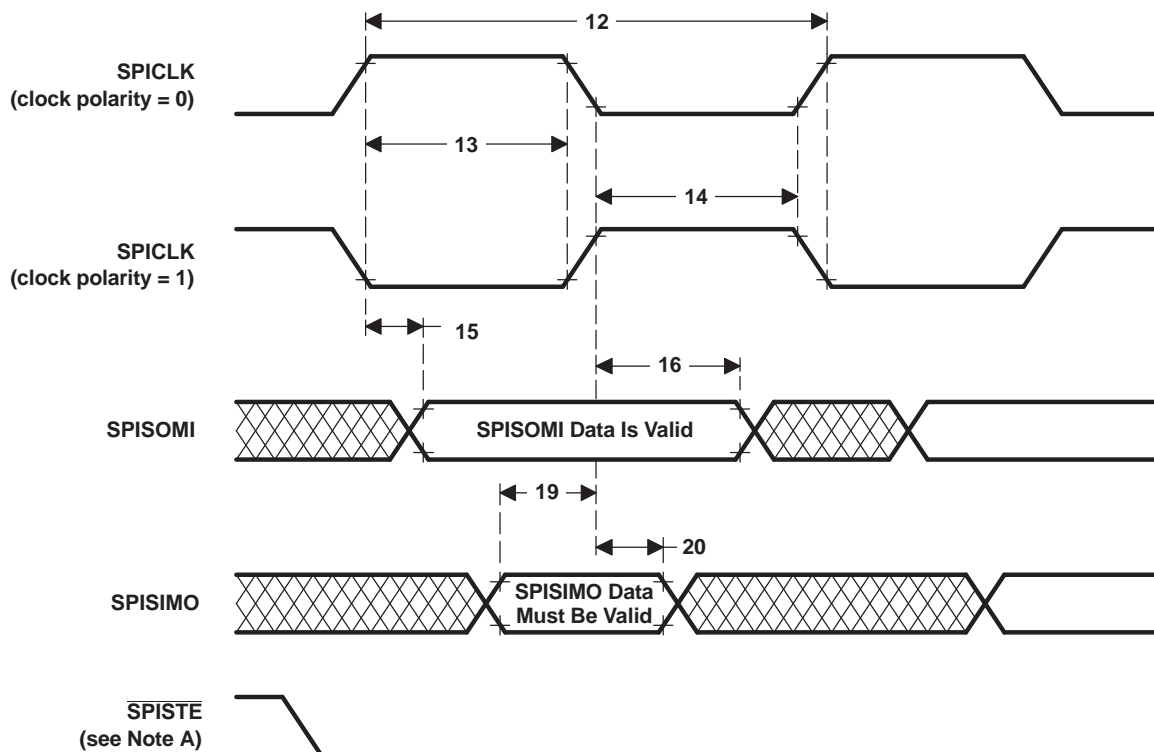 12
SPICLK
(clock polarity = 0)
13
14
SPICLK
(clock polarity = 1)
15
16
SPISOMI
SPISOMI Data Is Valid
19
20
SPISIMO
SPISIMO Data
Must Be Valid
SPISTE
(see Note A)